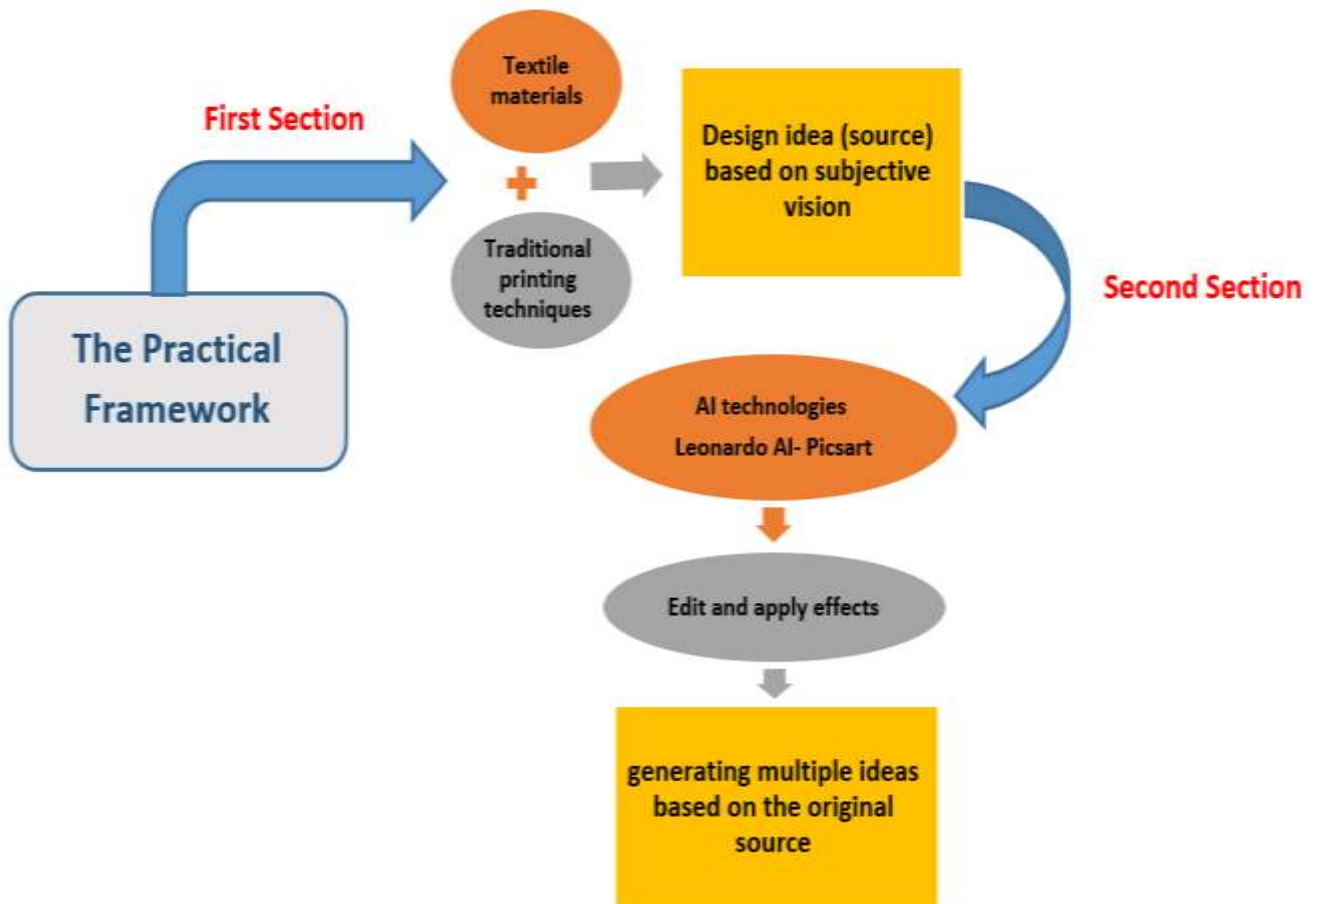 First Section
Textile
materials
+
Traditional
printing
techniques
Design idea (source)
based on subjective
vision
Second Section
The Practical
Framework
AI technologies
Leonardo AI- Picsart
Edit and apply effects
generating multiple ideas
based on the original
source